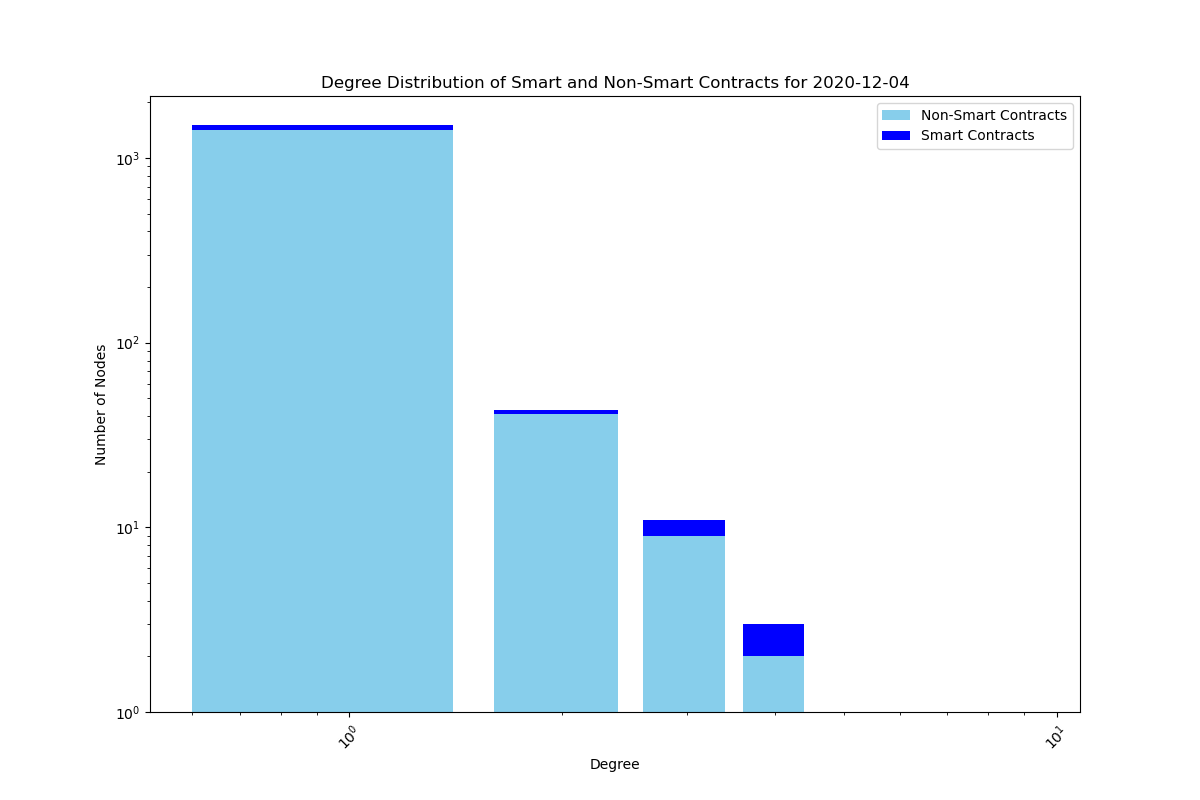 Degree Distribution of Smart and Non-Smart Contracts for 2020-12-04
Non-Smart Contracts
Smart Contracts
Number of Nodes
10³
10²
10¹
10⁰
10⁰
10¹
Degree